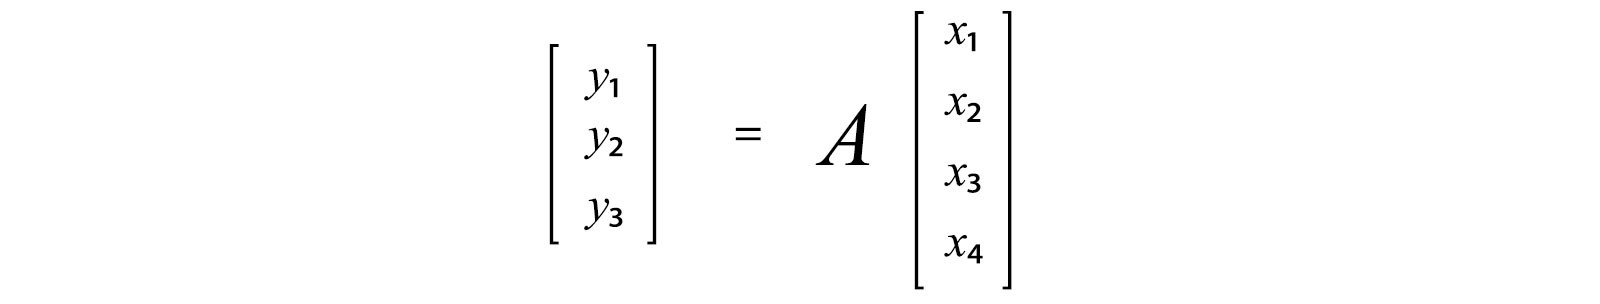 [ y₁ y₂ y₃ ] = A [ x₁ x₂ x₃ x₄ ]